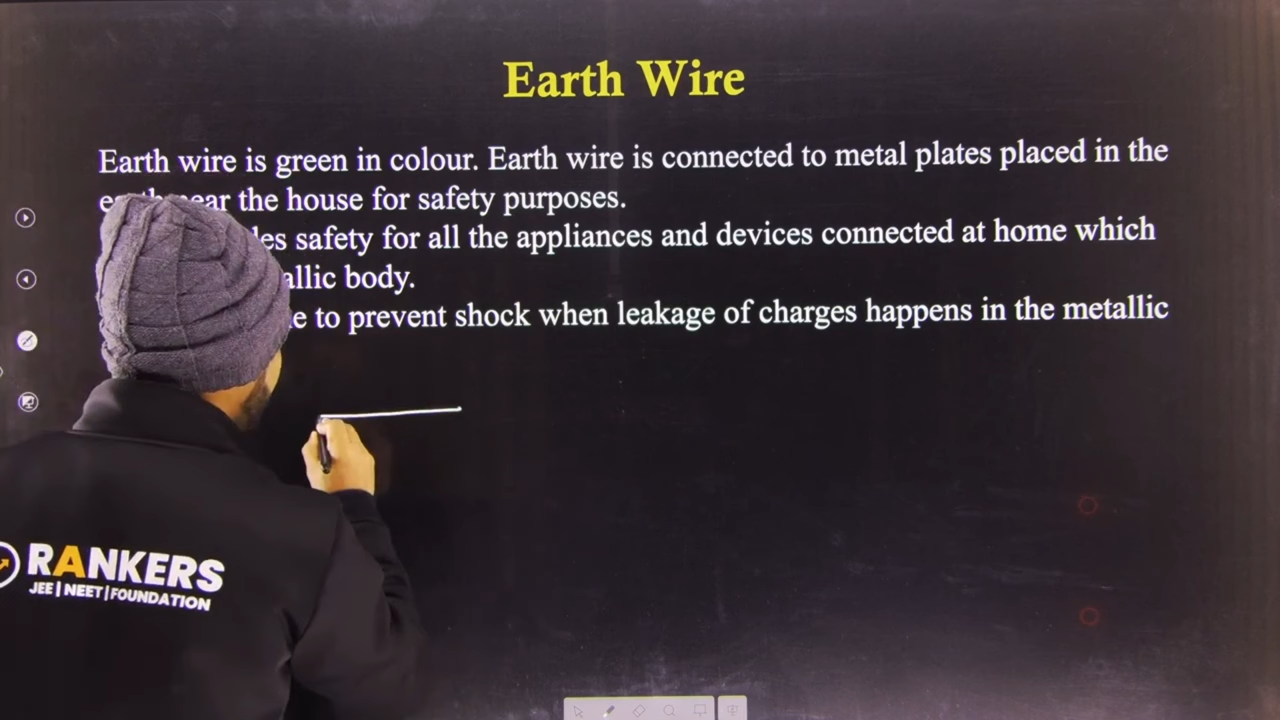 Earth Wire
Earth wire is green in colour. Earth wire is connected to metal plates placed in the
near the house for safety purposes.
safety for all the appliances and devices connected at home which
body.
to prevent shock when leakage of charges happens in the metallic
RANKERS
JEE | NEET | FOUNDATION